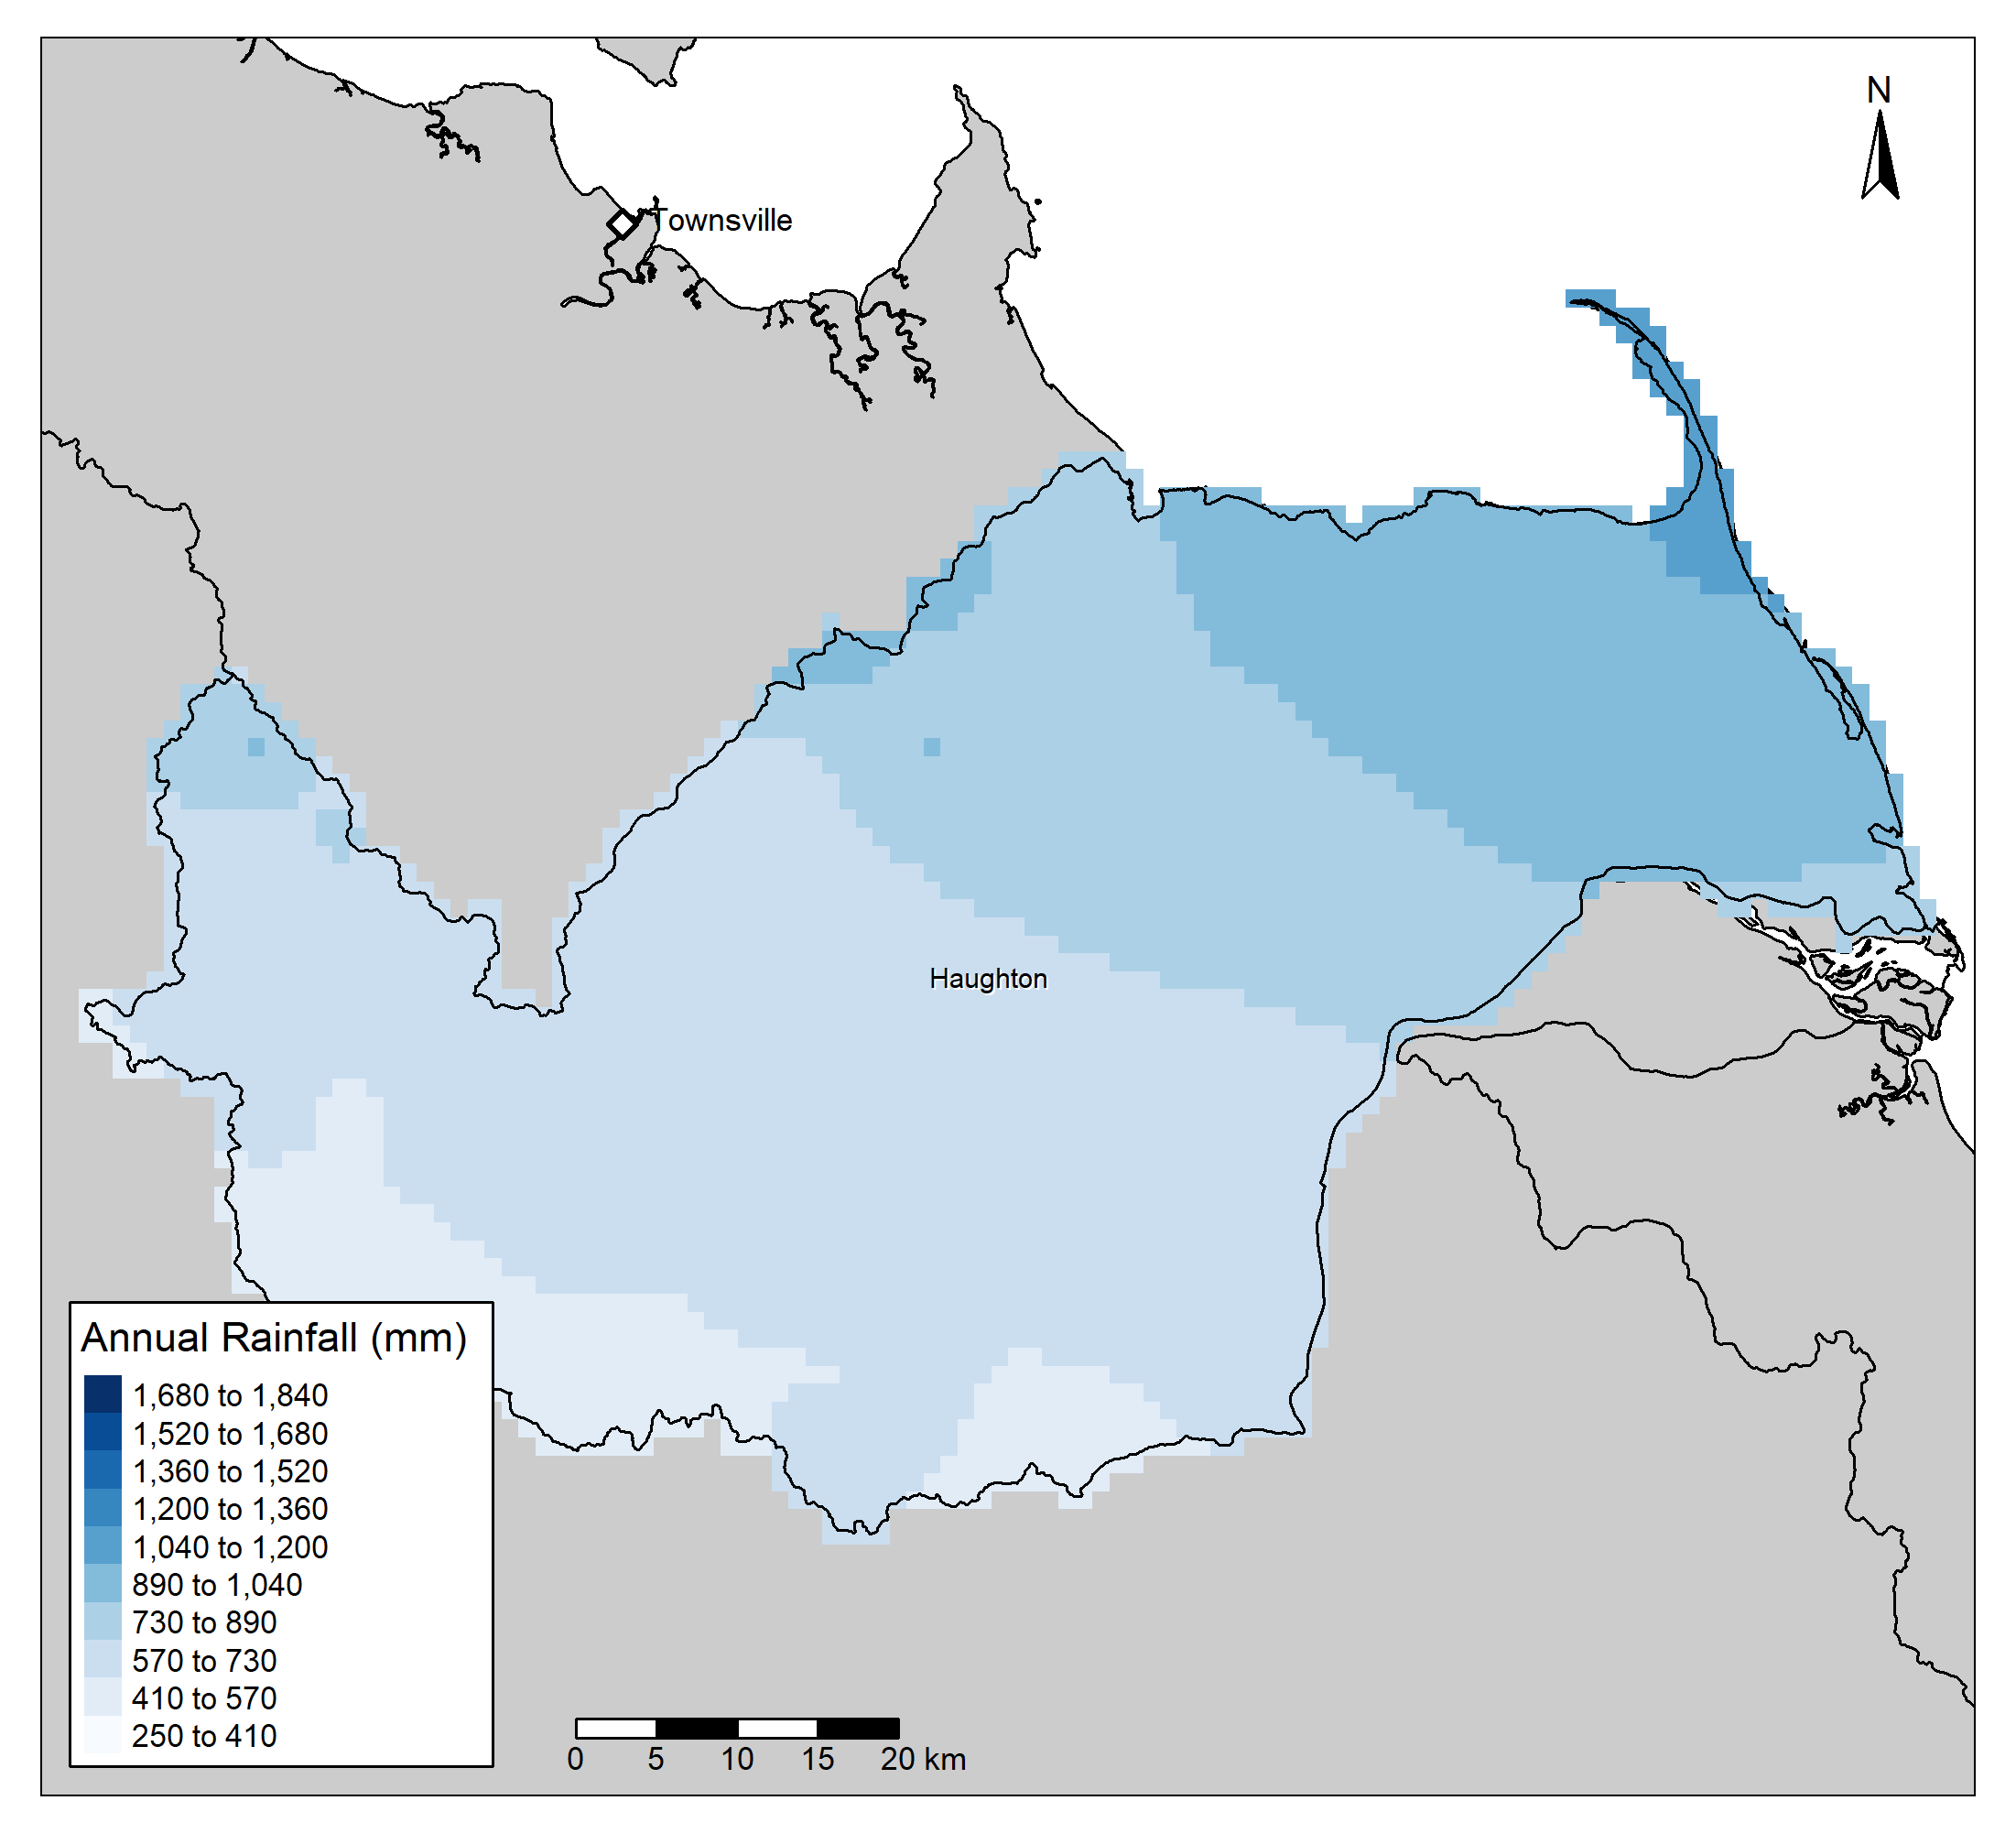 N
Townsville
Haughton
Annual Rainfall (mm)
1,680 to 1,840
1,520 to 1,680
1,360 to 1,520
1,200 to 1,360
1,040 to 1,200
890 to 1,040
730 to 890
570 to 730
410 to 570
250 to 410
0 5 10 15 20 km